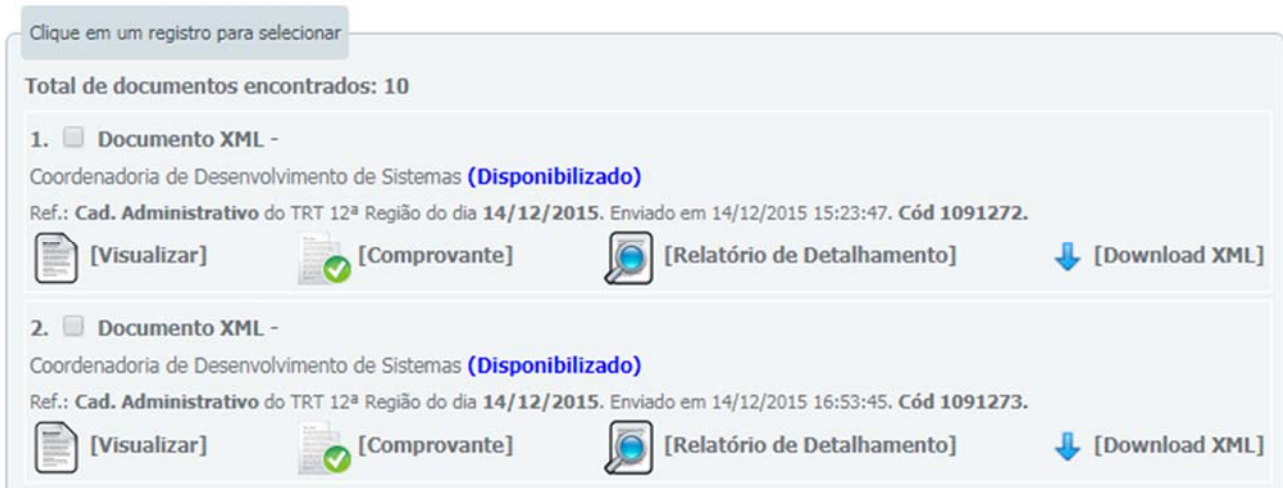 Clique em um registro para selecionar
Total de documentos encontrados: 10
1. Documento XML -
Coordenadoria de Desenvolvimento de Sistemas (Disponibilizado)
Ref.: Cad. Administrativo do TRT 12ª Região do dia 14/12/2015. Enviado em 14/12/2015 15:23:47. Cód 1091272.
[Visualizar] [Comprovante] [Relatório de Detalhamento] [Download XML]
2. Documento XML -
Coordenadoria de Desenvolvimento de Sistemas (Disponibilizado)
Ref.: Cad. Administrativo do TRT 12ª Região do dia 14/12/2015. Enviado em 14/12/2015 16:53:45. Cód 1091273.
[Visualizar] [Comprovante] [Relatório de Detalhamento] [Download XML]